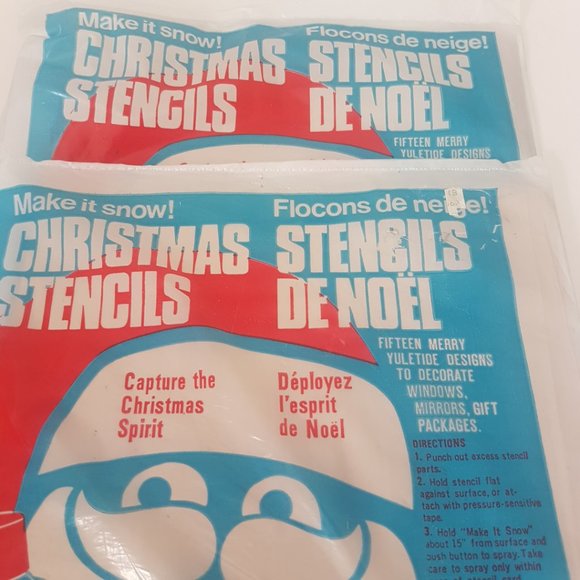 Make it snow!
CHRISTMAS
STENCILS
Flocons de neige!
STENCILS
DE NOËL
FIFTEEN MERRY
YULETIDE DESIGNS
Make it snow!
CHRISTMAS
STENCILS
Flocons de neige!
STENCILS
DE NOËL
FIFTEEN MERRY
YULETIDE DESIGNS
TO DECORATE
WINDOWS,
MIRRORS, GIFT
PACKAGES.
Capture the
Christmas
Spirit
Déployez
l'esprit
de Noël
DIRECTIONS
1. Punch out excess stencil
parts.
2. Hold stencil flat
against surface, or at-
tach with pressure-sensitive
tape.
3. Hold "Make It Snow"
about 15" from surface and
push button to spray. Take
care to spray only within